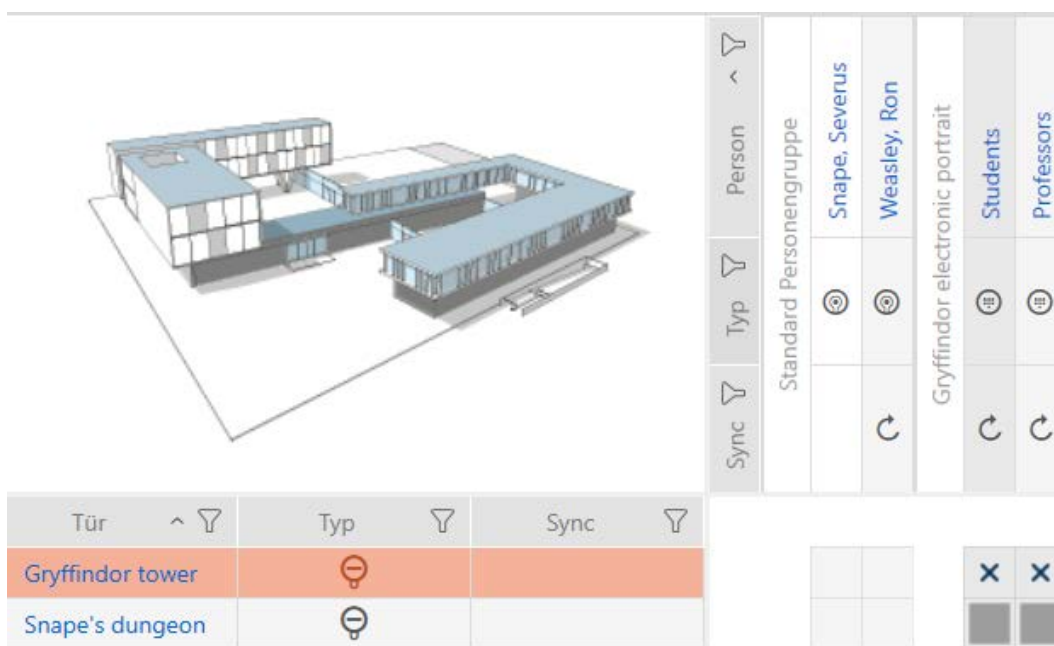 Person
Typ
Sync
Standard Personengruppe
Snape, Severus
Weasley, Ron
Gryffindor electronic portrait
Students
Professors
Tür
Typ
Sync
Gryffindor tower
Snape's dungeon